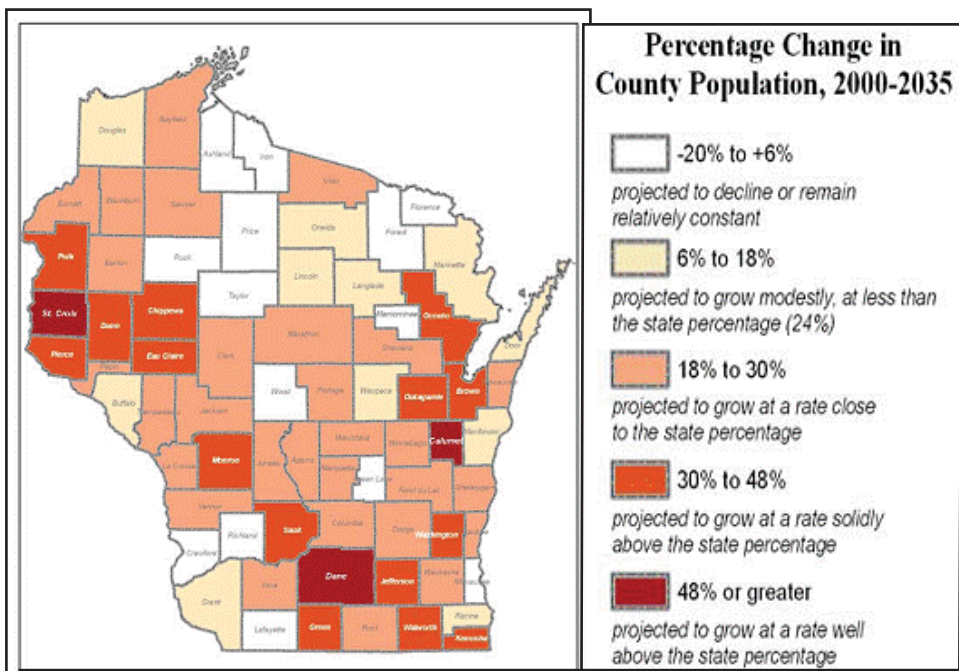 Percentage Change in
County Population, 2000-2035
-20% to +6%
projected to decline or remain
relatively constant
6% to 18%
projected to grow modestly, at less than
the state percentage (24%)
18% to 30%
projected to grow at a rate close
to the state percentage
30% to 48%
projected to grow at a rate solidly
above the state percentage
48% or greater
projected to grow at a rate well
above the state percentage
Douglas
Bayfield
Ashland
Iron
Vilas
Florence
Burnett
Washburn
Sawyer
Price
Oneida
Forest
Marinette
Polk
Barron
Rusk
Lincoln
Langlade
Taylor
St. Croix
Dunn
Chippewa
Menominee
Oconto
Marathon
Door
Pierce
Eau Claire
Clark
Shawano
Pepin
Buffalo
Jackson
Wood
Portage
Waupaca
Outagamie
Brown
Monroe
Juneau
Adams
Waushara
Winnebago
Calumet
Manitowoc
La Crosse
Marquette
Green Lake
Fond du Lac
Sheboygan
Vernon
Richland
Sauk
Columbia
Dodge
Washington
Crawford
Grant
Iowa
Dane
Jefferson
Waukesha
Milwaukee
Lafayette
Green
Rock
Walworth
Racine
Kenosha